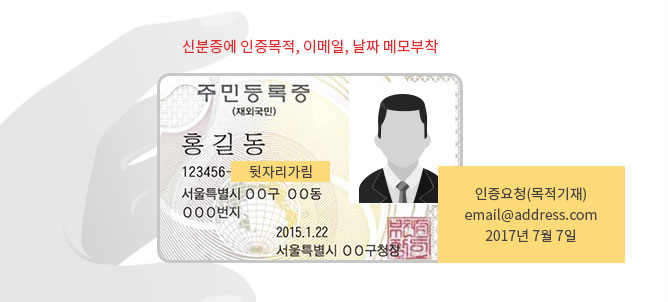 신분증에 인증목적, 이메일, 날짜 메모부착
주민등록증
(재외국민)
홍길동
123456- 뒷자리가림
서울특별시 OO구 OO동
OOO번지
2015.1.22
서울특별시 OO구청장
인증요청(목적기재)
email@address.com
2017년 7월 7일